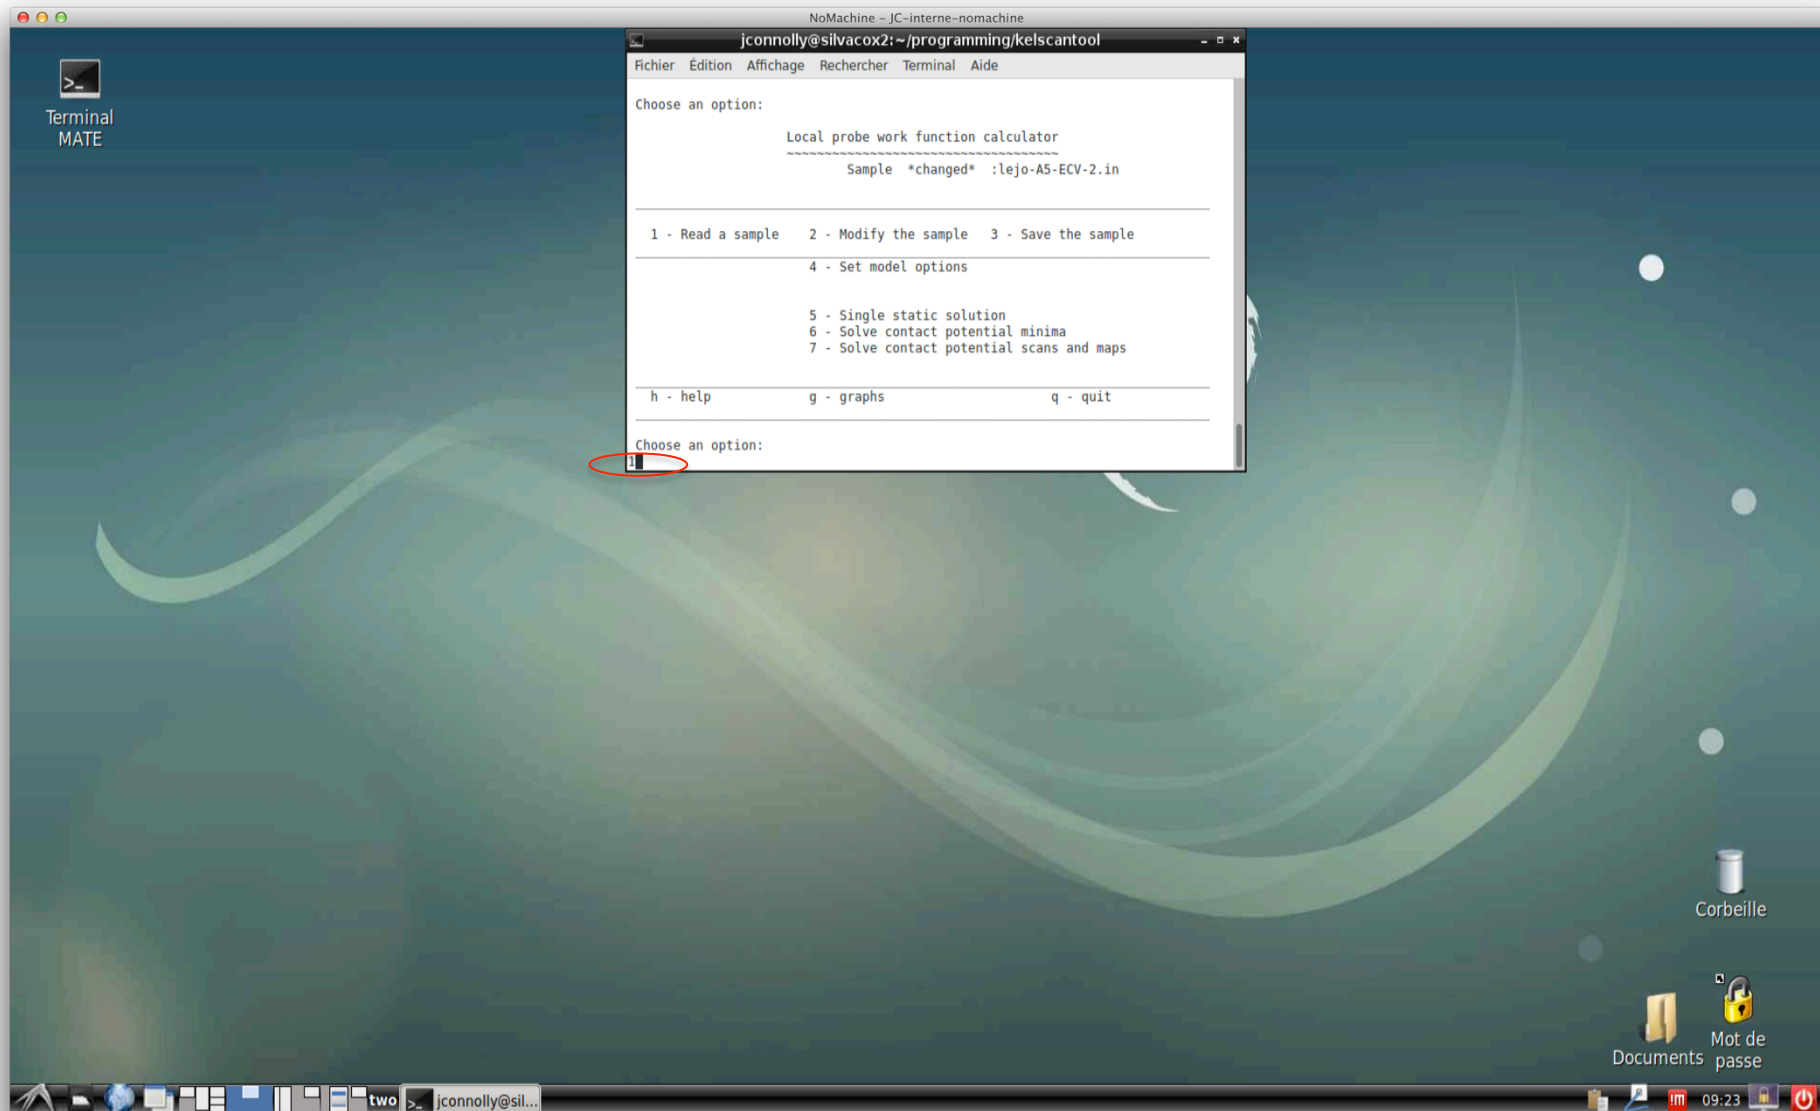 NoMachine - JC-interne-nomachine
jconnolly@silvacox2:~/programming/kelscantool
Fichier Édition Affichage Rechercher Terminal Aide
Choose an option:
Local probe work function calculator
~~~~~~~~~~~~~~~~~~~~~~~~~~~~~~~~~~~~
Sample *changed* :lejo-A5-ECV-2.in
1 - Read a sample 2 - Modify the sample 3 - Save the sample
4 - Set model options
5 - Single static solution
6 - Solve contact potential minima
7 - Solve contact potential scans and maps
h - help g - graphs q - quit
Choose an option:
1
Terminal
MATE
Corbeille
Documents
Mot de
passe
two
jconnolly@sil...
!M
09:23